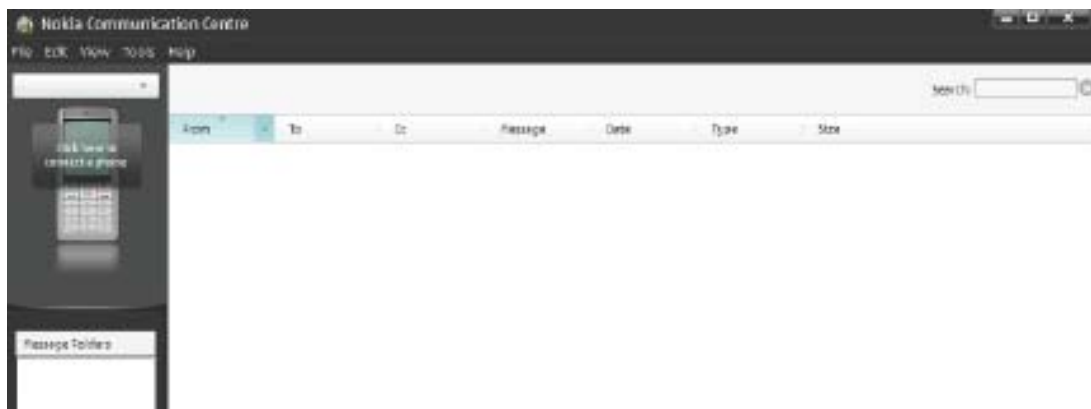 Nokia Communication Centre
File Edit View Tools Help
Search:
From To Cc Message Date Type Size
Click here to
connect a phone
Message Folders